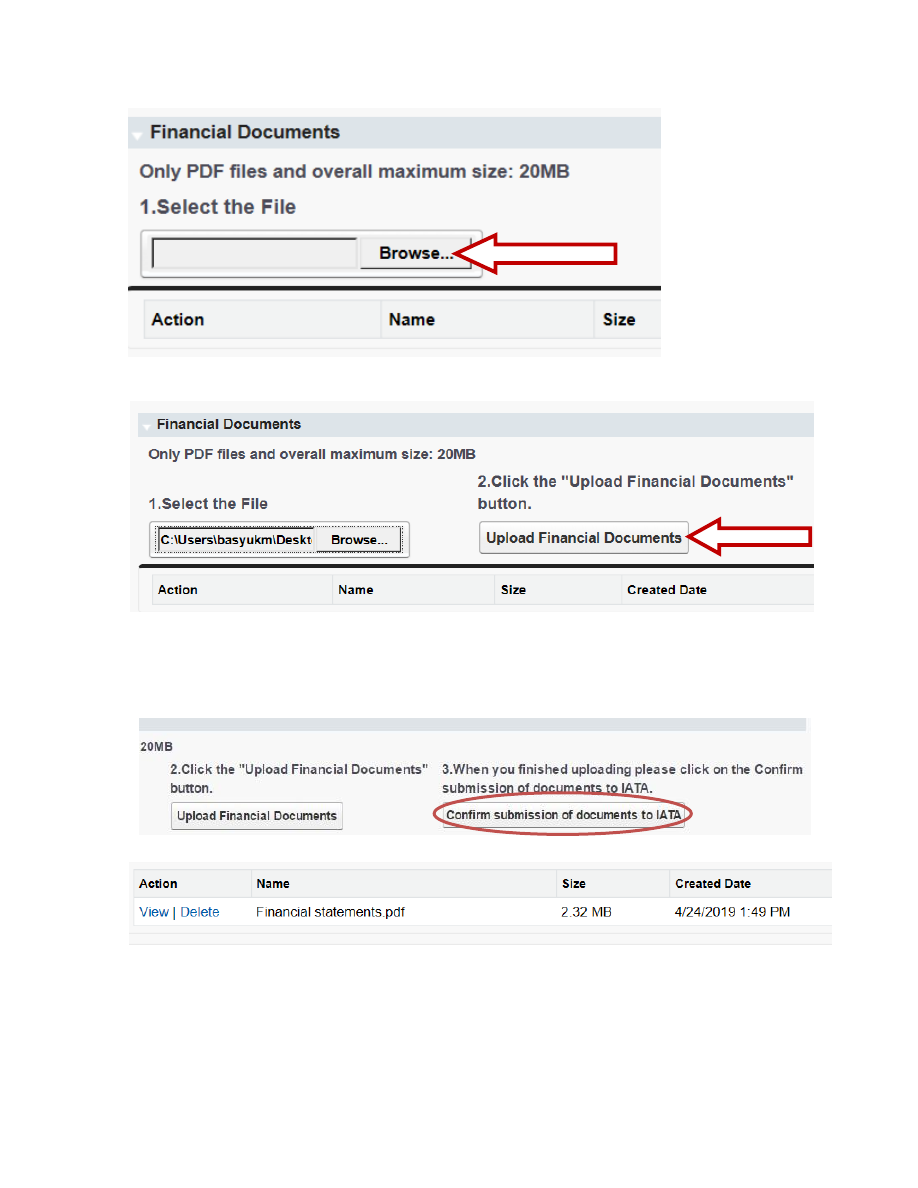 Financial Documents
Only PDF files and overall maximum size: 20MB
1.Select the File
Browse...
Action Name Size
Financial Documents
Only PDF files and overall maximum size: 20MB
2.Click the "Upload Financial Documents"
button.
1.Select the File
C:\Users\basyukm\Deskt Browse... Upload Financial Documents
Action Name Size Created Date
20MB
2.Click the "Upload Financial Documents" 3.When you finished uploading please click on the Confirm
button. submission of documents to IATA.
Upload Financial Documents Confirm submission of documents to IATA
Action Name Size Created Date
View | Delete Financial statements.pdf 2.32 MB 4/24/2019 1:49 PM